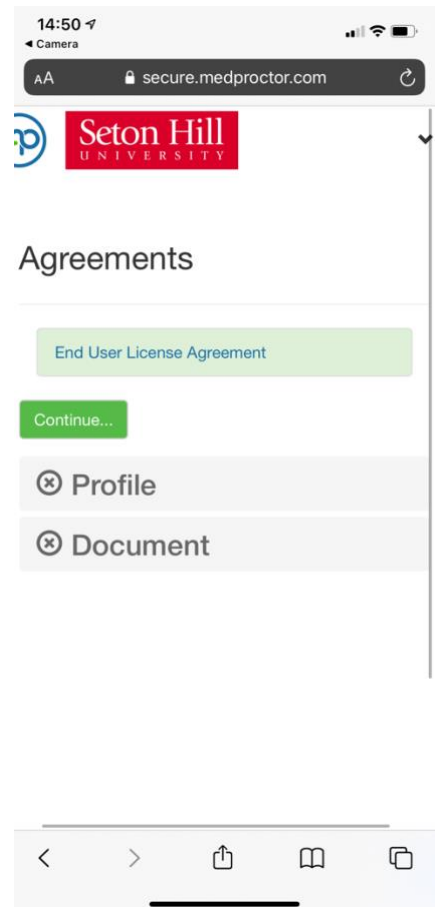 14:50
◀ Camera
AA secure.medproctor.com
Seton Hill
UNIVERSITY
Agreements
End User License Agreement
Continue...
Profile
Document